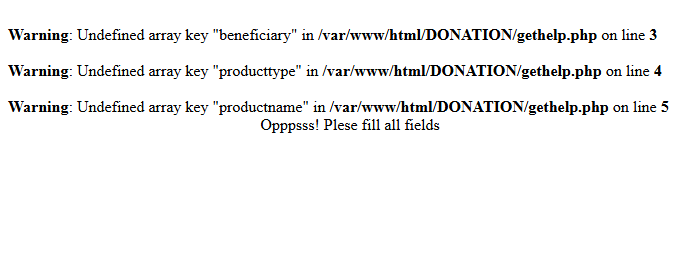 Warning: Undefined array key "beneficiary" in /var/www/html/DONATION/gethelp.php on line 3
Warning: Undefined array key "producttype" in /var/www/html/DONATION/gethelp.php on line 4
Warning: Undefined array key "productname" in /var/www/html/DONATION/gethelp.php on line 5
Opppsss! Plese fill all fields